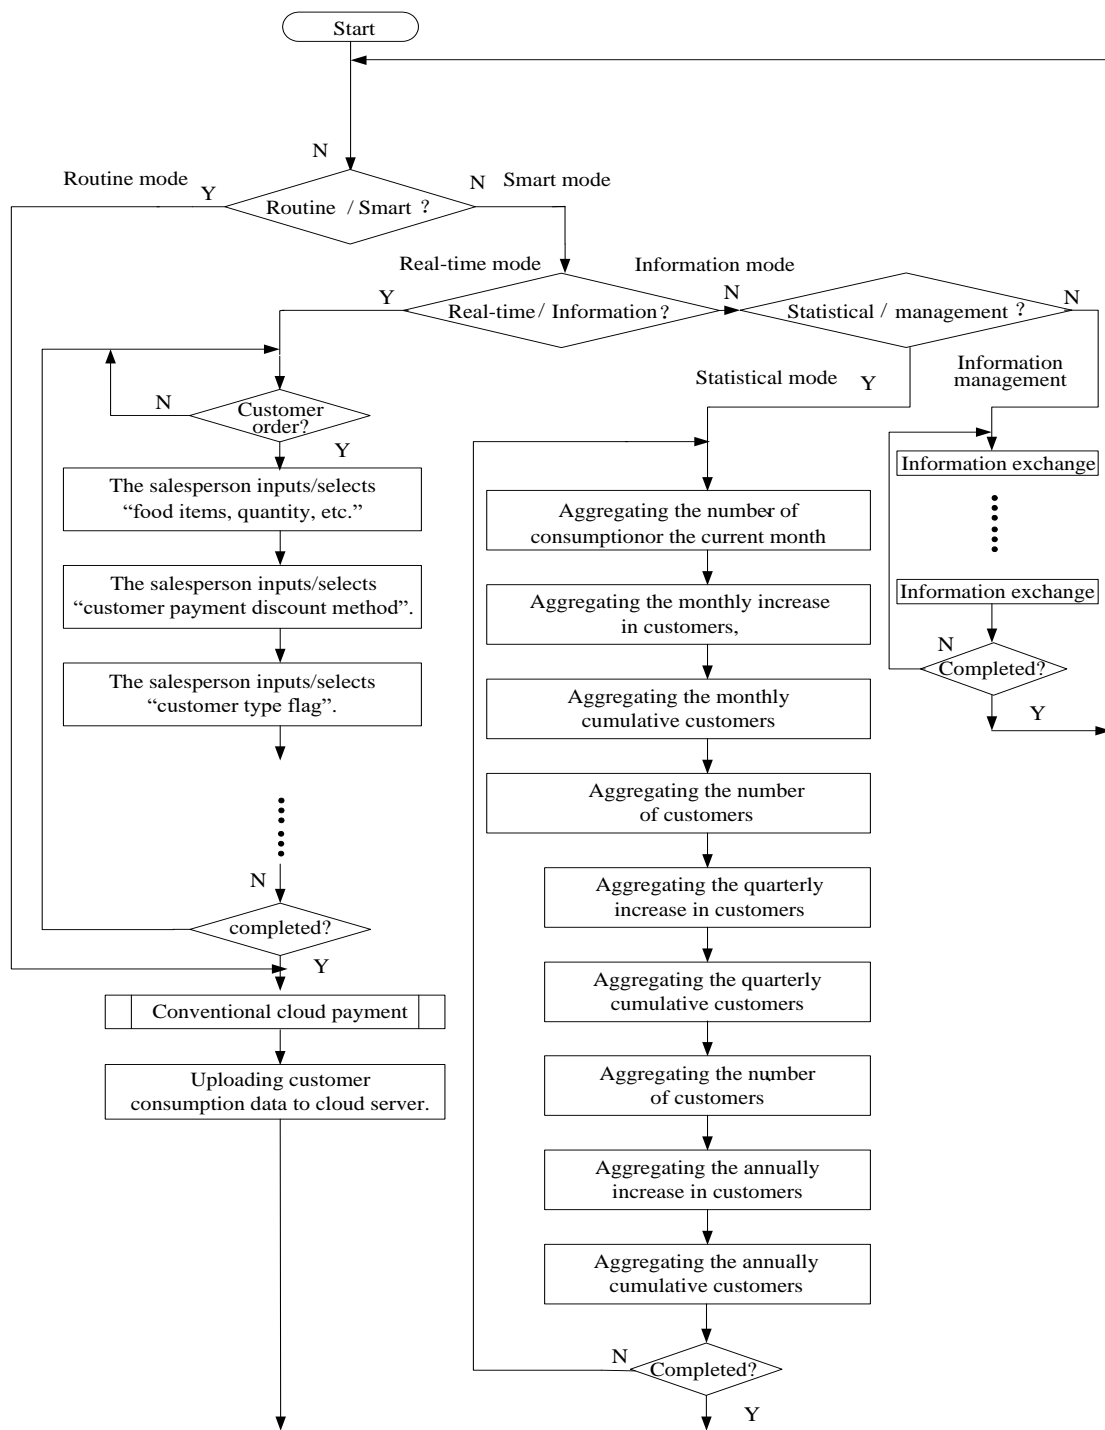 Start
N
Routine mode
Y
N
Smart mode
Routine / Smart ?
Real-time mode
Information mode
Y
Real-time / Information ?
N
Statistical / management ?
N
Statistical mode
Y
Information
management
N
Customer
order?
Y
The salesperson inputs/selects
“food items, quantity, etc.”
The salesperson inputs/selects
“customer payment discount method”.
The salesperson inputs/selects
“customer type flag”.
N
completed?
Y
Conventional cloud payment
Uploading customer
consumption data to cloud server.
Aggregating the number of
consumptionor the current month
Aggregating the monthly increase
in customers,
Aggregating the monthly
cumulative customers
Aggregating the number
of customers
Aggregating the quarterly
increase in customers
Aggregating the quarterly
cumulative customers
Aggregating the number
of customers
Aggregating the annually
increase in customers
Aggregating the annually
cumulative customers
N
Completed?
Y
Information exchange
Information exchange
N
Completed?
Y